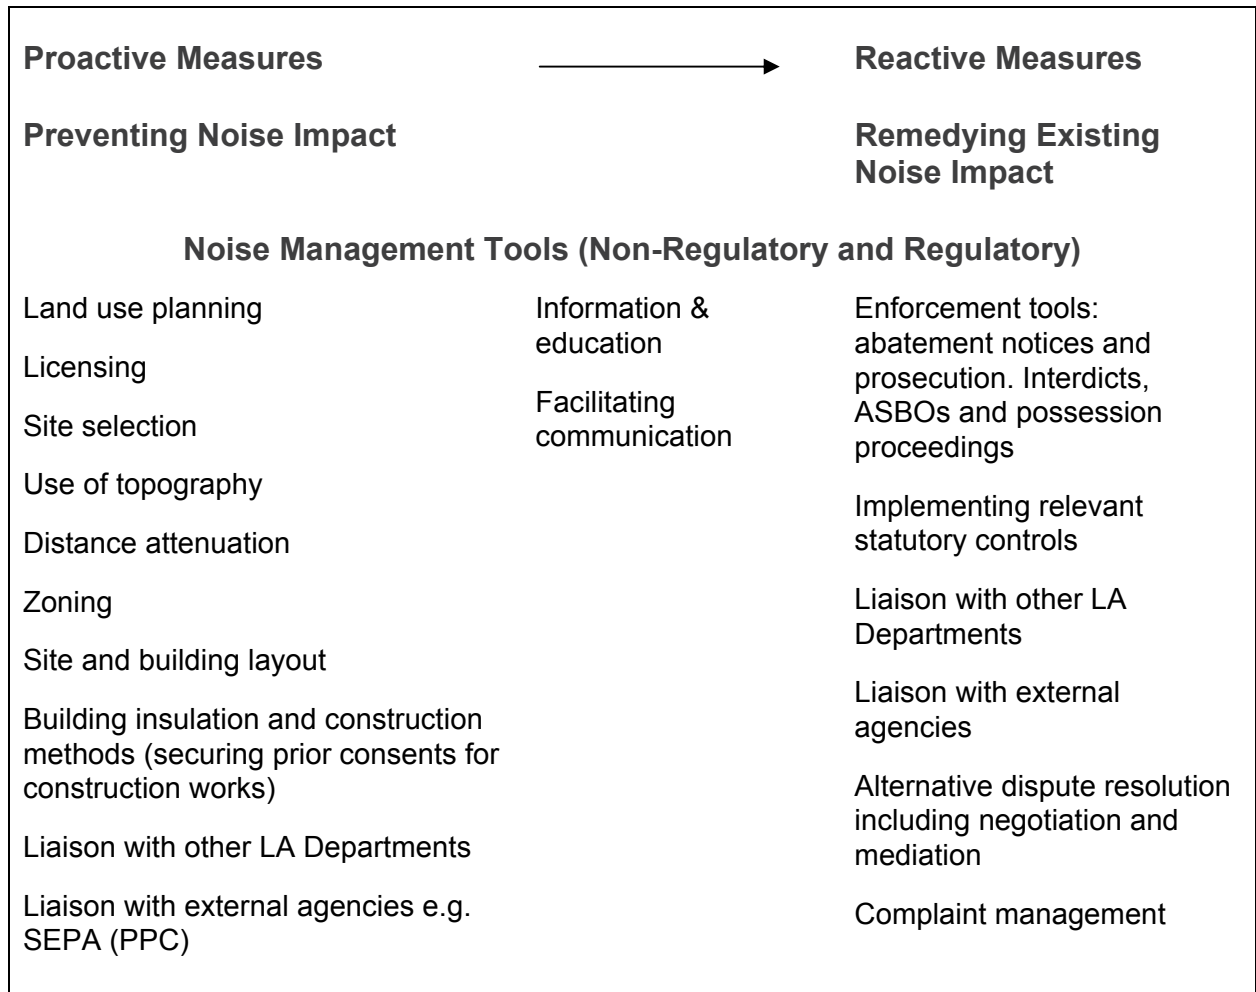 Proactive Measures
Reactive Measures
Preventing Noise Impact
Remedying Existing
Noise Impact
Noise Management Tools (Non-Regulatory and Regulatory)
Land use planning
Licensing
Site selection
Use of topography
Distance attenuation
Zoning
Site and building layout
Building insulation and construction
methods (securing prior consents for
construction works)
Liaison with other LA Departments
Liaison with external agencies e.g.
SEPA (PPC)
Information &
education
Facilitating
communication
Enforcement tools:
abatement notices and
prosecution. Interdicts,
ASBOs and possession
proceedings
Implementing relevant
statutory controls
Liaison with other LA
Departments
Liaison with external
agencies
Alternative dispute resolution
including negotiation and
mediation
Complaint management